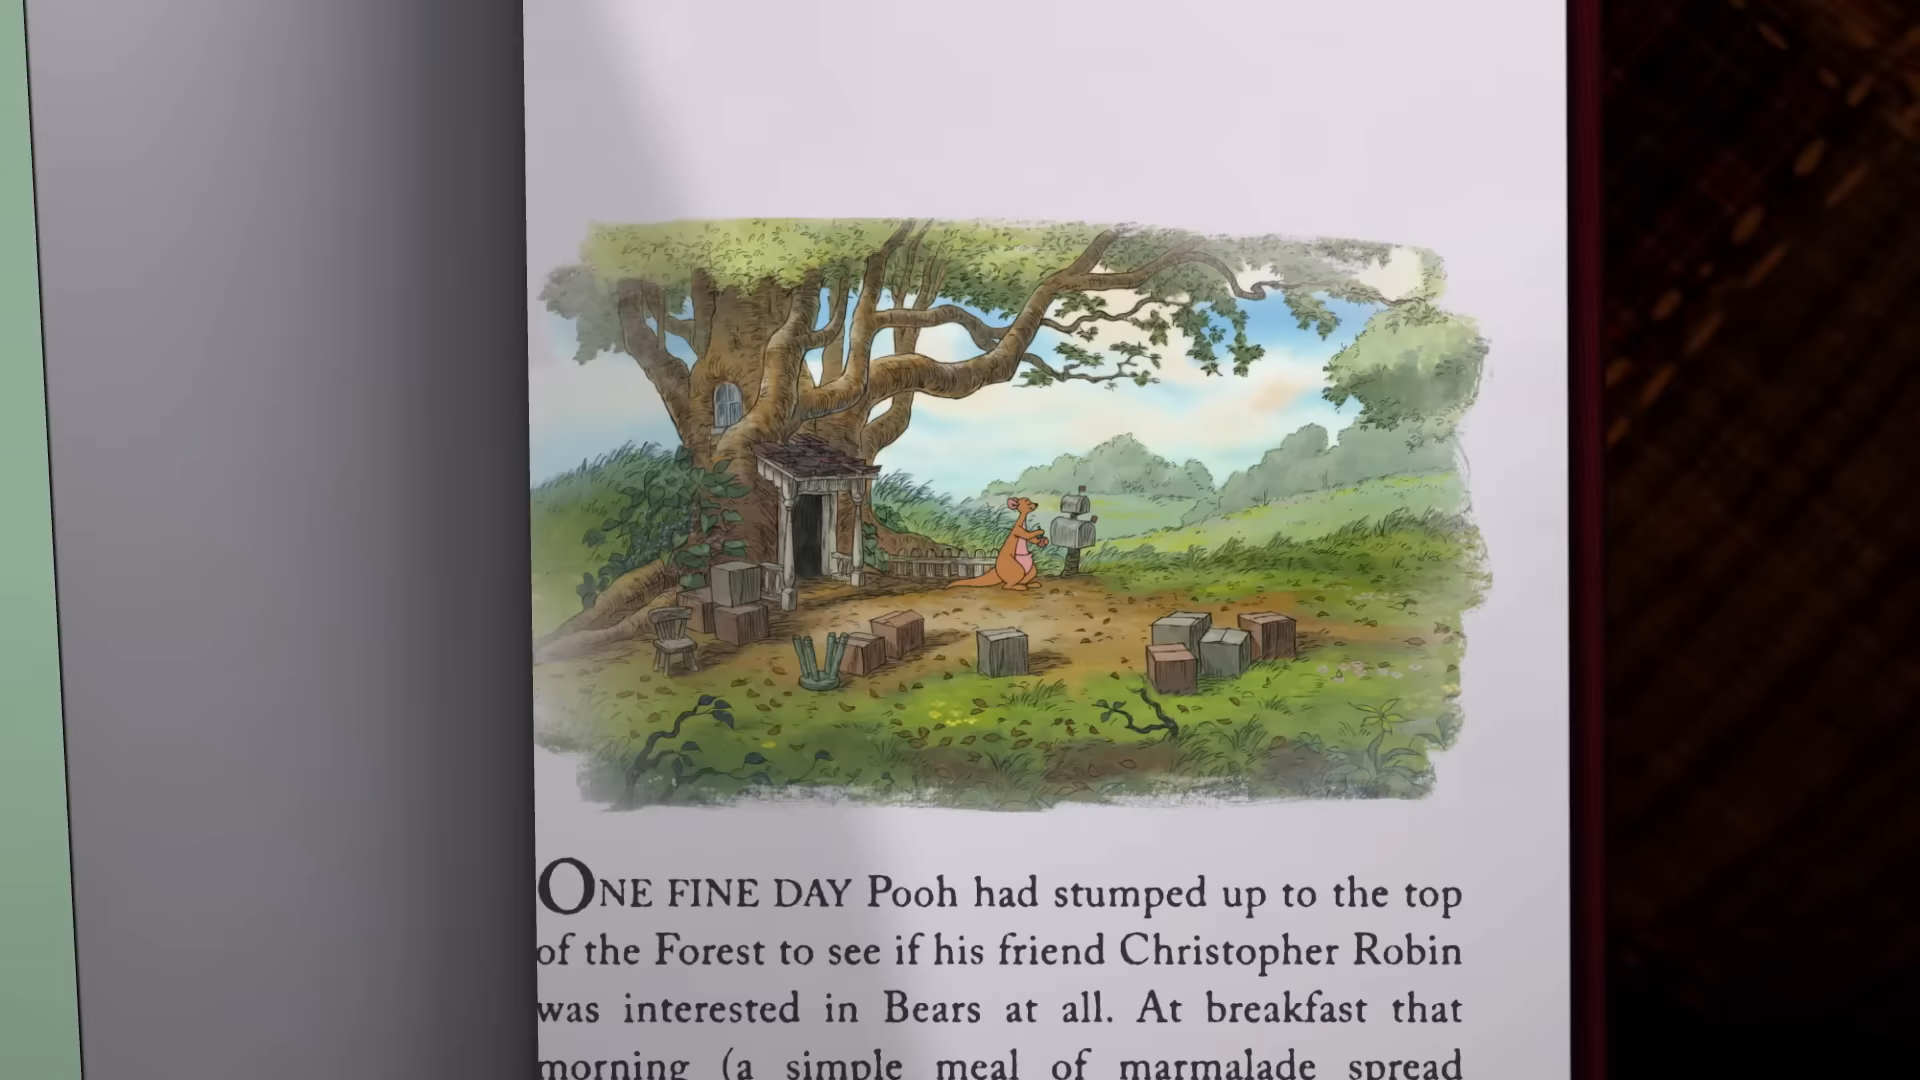 ONE FINE DAY Pooh had stumped up to the top
of the Forest to see if his friend Christopher Robin
was interested in Bears at all. At breakfast that
morning (a simple meal of marmalade spread